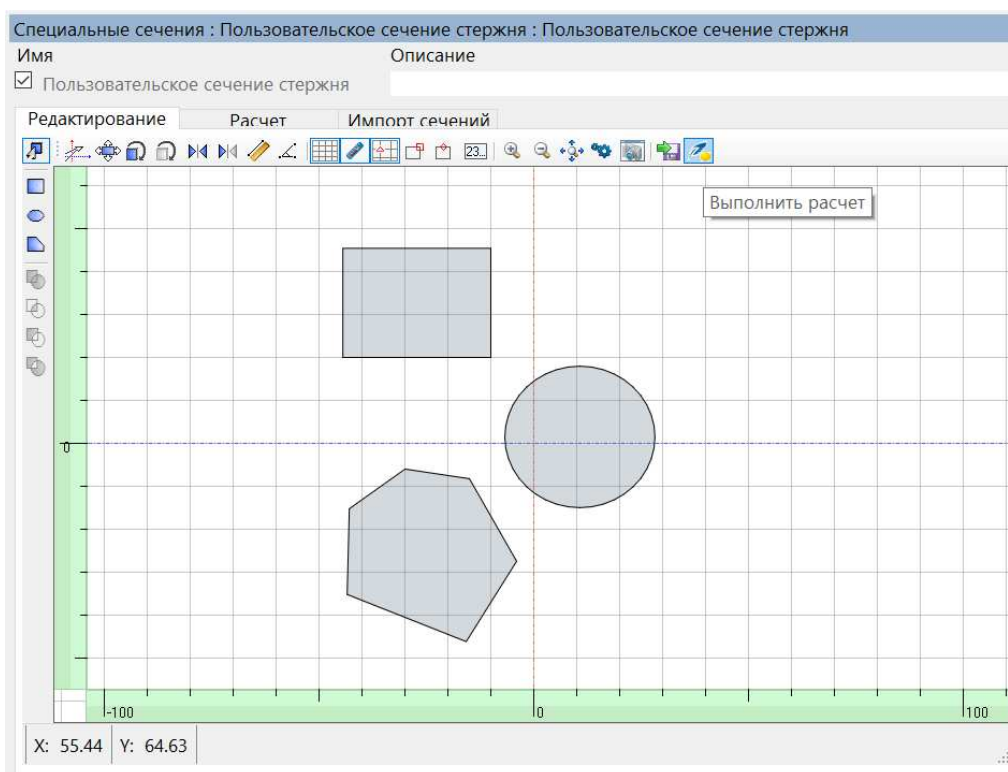 Специальные сечения : Пользовательское сечение стержня : Пользовательское сечение стержня
Имя Описание
Пользовательское сечение стержня
Редактирование Расчет Импорт сечений
23...
Выполнить расчет
0
-100 0 100
X: 55.44 Y: 64.63